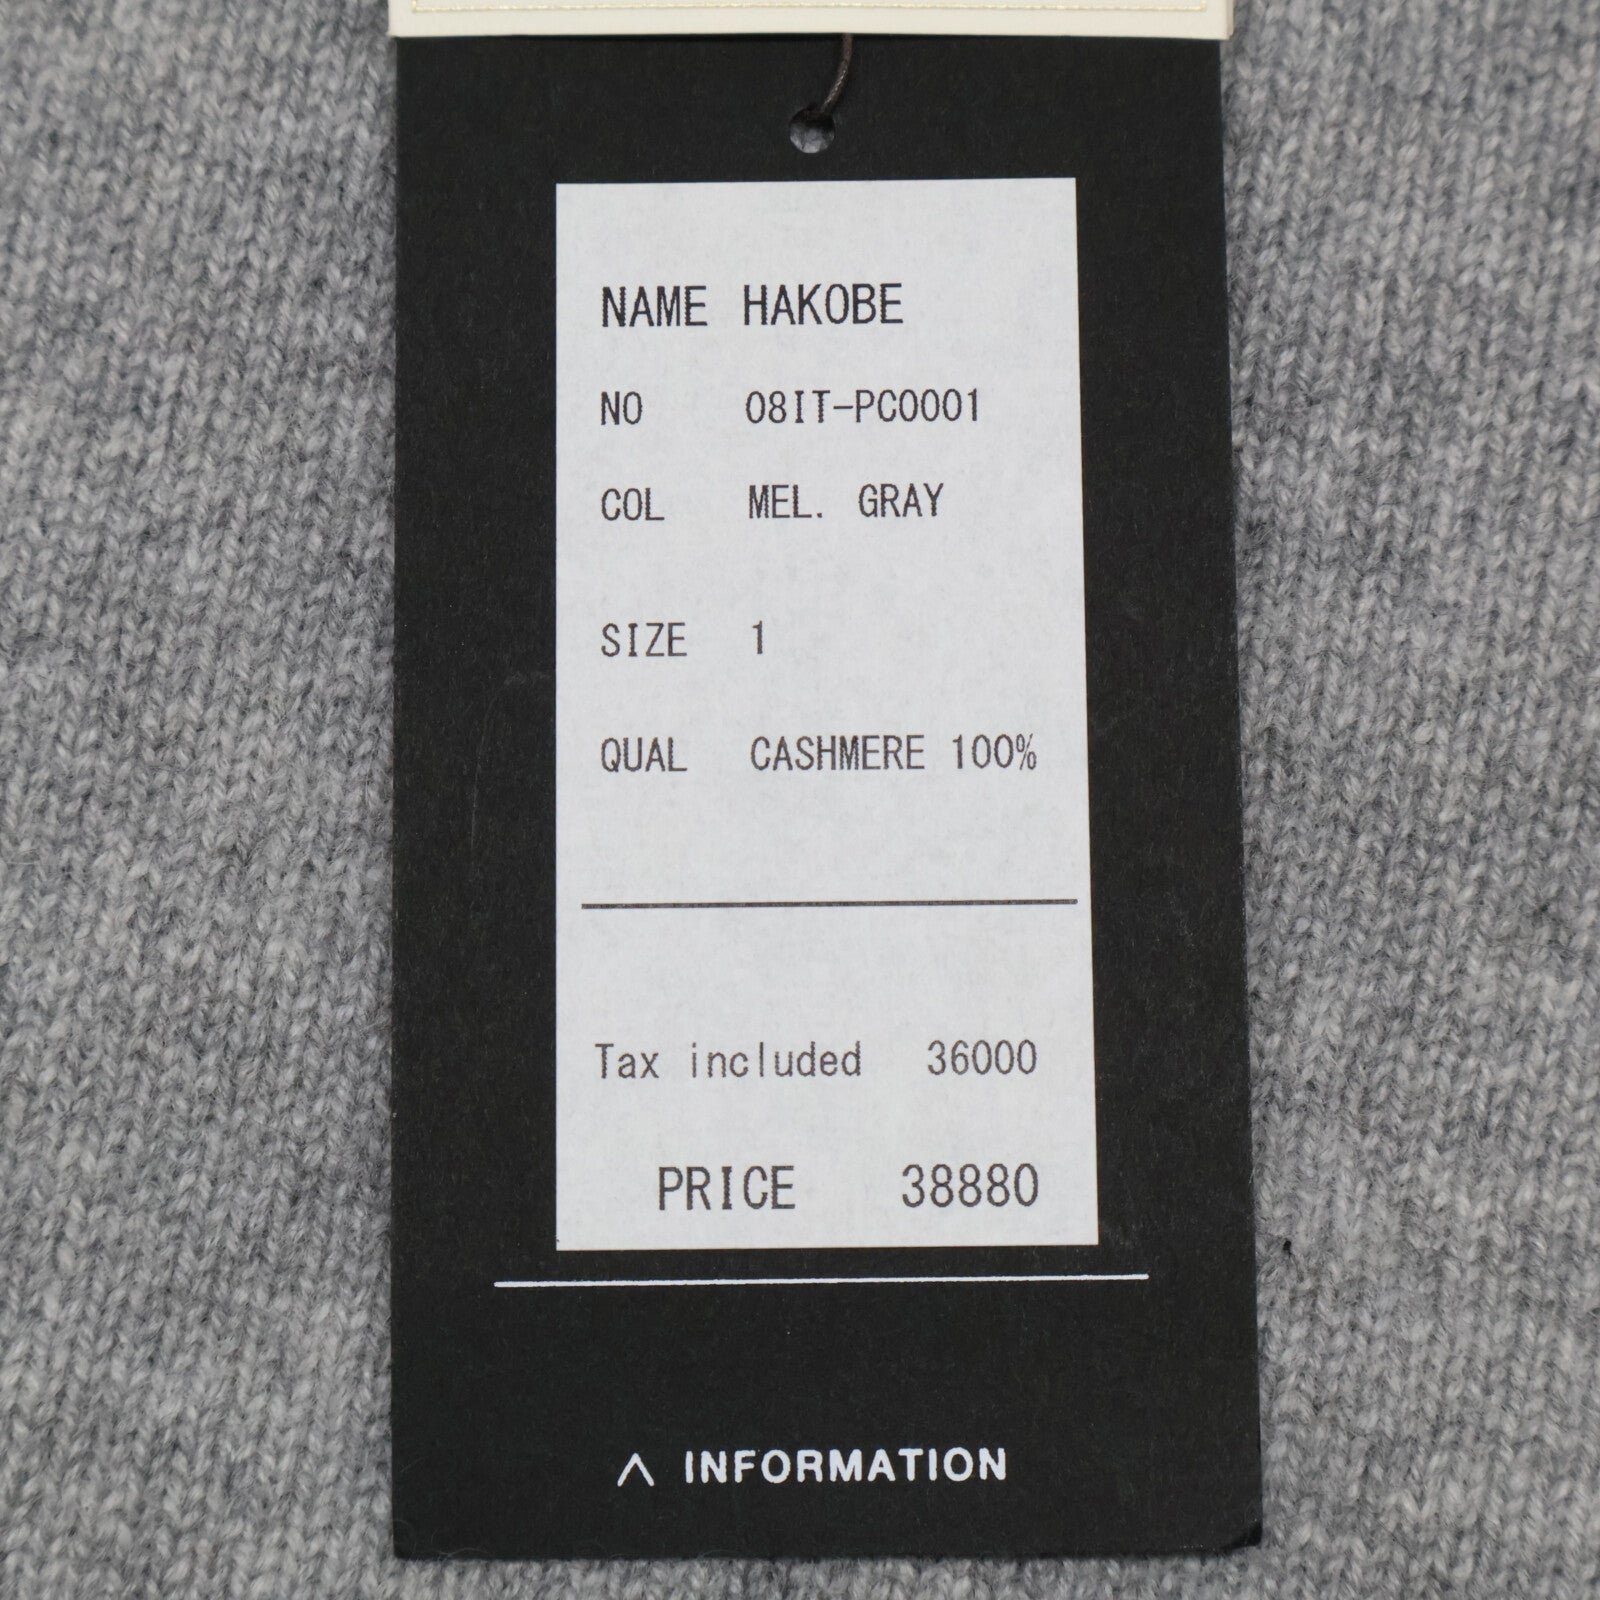 NAME HAKOBE
NO 08IT-PC0001
COL MEL. GRAY
SIZE 1
QUAL CASHMERE 100%
Tax included 36000
PRICE 38880
INFORMATION